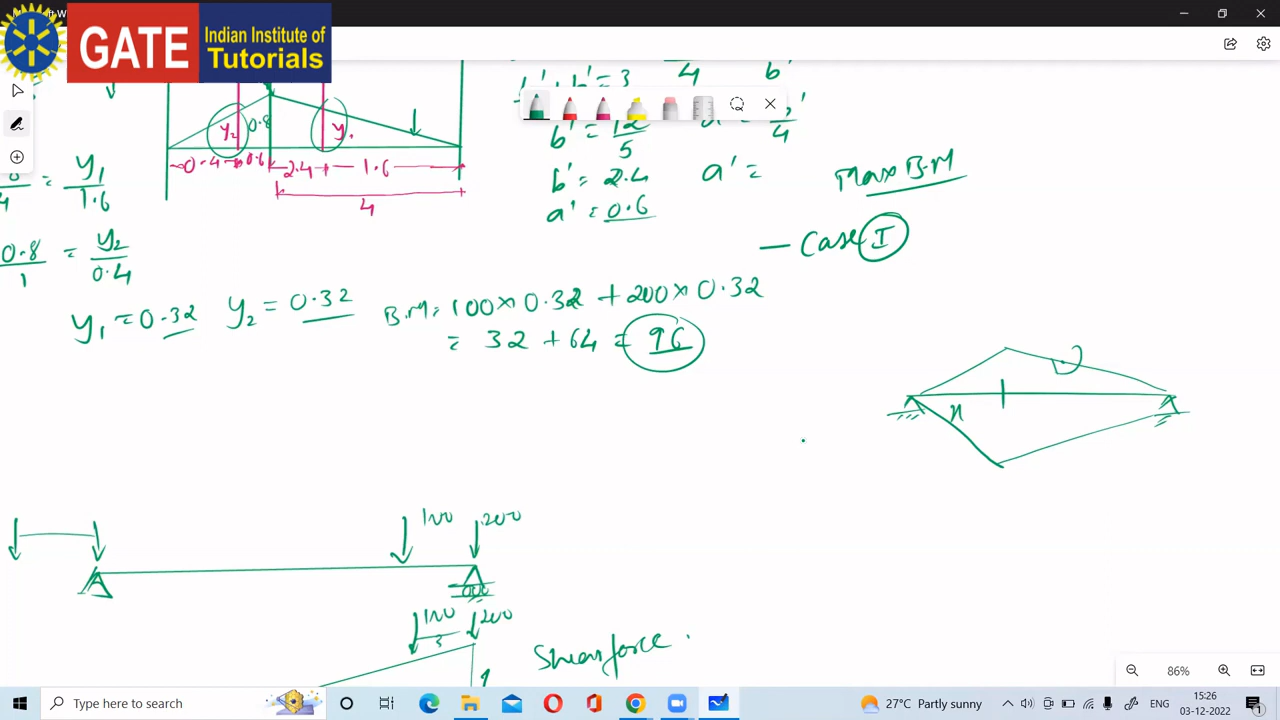 GATE
Indian Institute of
Tutorials
y2
0.8
y1
0.4
0.6
2.4
1.6
4
b' = 12/5
b' = 2.4
a' = 0.6
a' =
Max B.M
— Case I
= y1/1.6
0.8/1 = y2/0.4
y1 = 0.32 y2 = 0.32
B.M = 100 × 0.32 + 200 × 0.32
= 32 + 64 = 96
x
100 200
100 200
3
Shear force
1
86%
Type here to search
27°C Partly sunny
ENG
15:26
03-12-2022